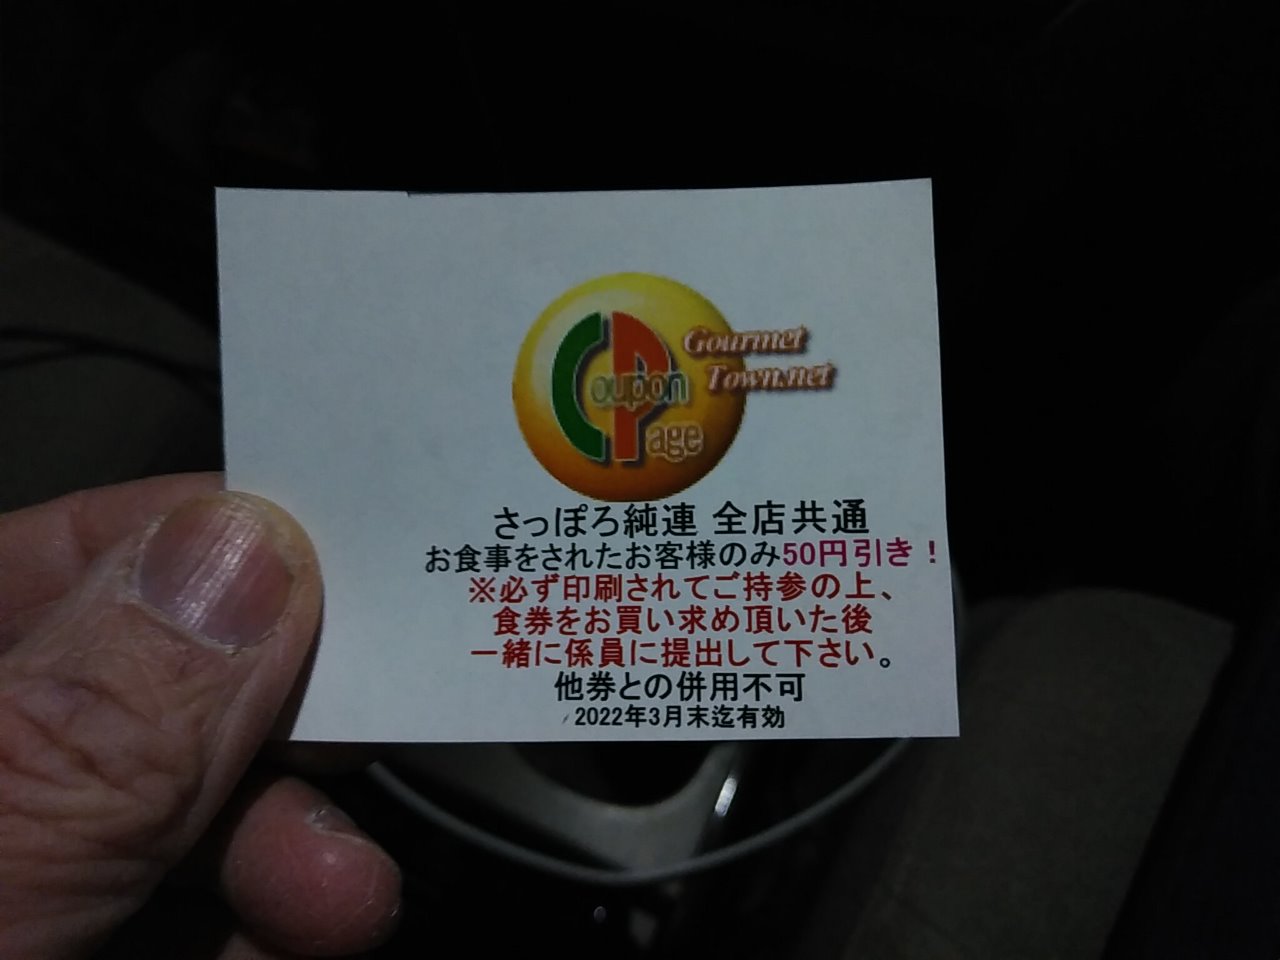 Coupon Page
Gourmet
Town.net
さっぽろ純連 全店共通
お食事をされたお客様のみ50円引き！
※必ず印刷されてご持参の上、
食券をお買い求め頂いた後
一緒に係員に提出して下さい。
他券との併用不可
2022年3月末迄有効